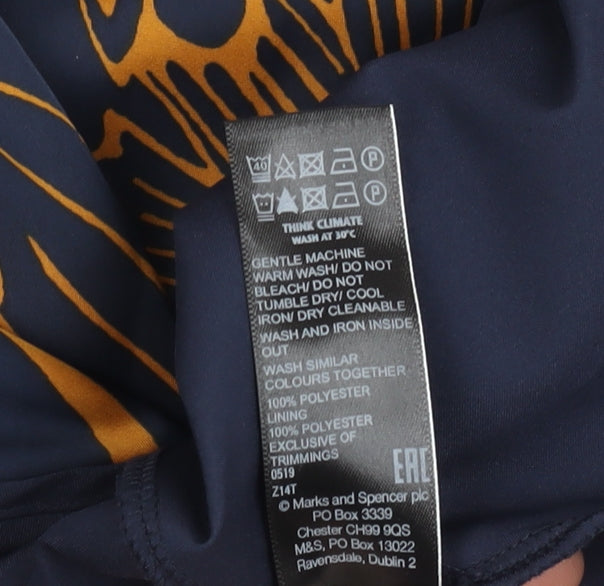 40 P
P
THINK CLIMATE
WASH AT 30°C
GENTLE MACHINE
WARM WASH/ DO NOT
BLEACH/ DO NOT
TUMBLE DRY/ COOL
IRON/ DRY CLEANABLE
WASH AND IRON INSIDE
OUT
WASH SIMILAR
COLOURS TOGETHER
100% POLYESTER
LINING
100% POLYESTER
EXCLUSIVE OF
TRIMMINGS
0519
EAC
Z14T
© Marks and Spencer plc
PO Box 3339
Chester CH99 9QS
M&S, PO Box 13022
Ravensdale, Dublin 2